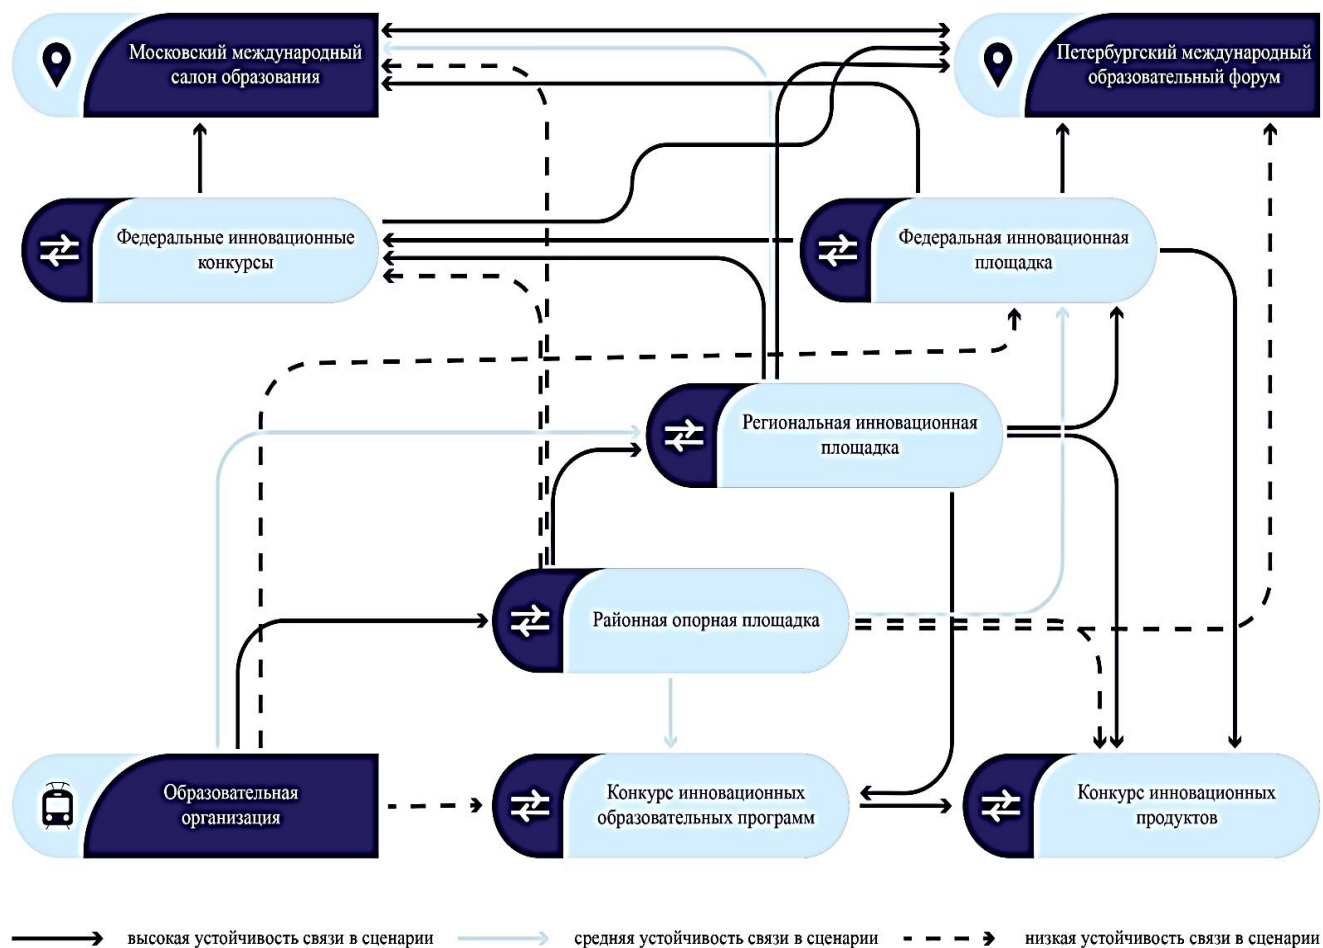 Московский международный
салон образования
Петербургский международный
образовательный форум
Федеральные инновационные
конкурсы
Федеральная инновационная
площадка
Региональная инновационная
площадка
Районная опорная площадка
Образовательная
организация
Конкурс инновационных
образовательных программ
Конкурс инновационных
продуктов
высокая устойчивость связи в сценарии
средняя устойчивость связи в сценарии
низкая устойчивость связи в сценарии